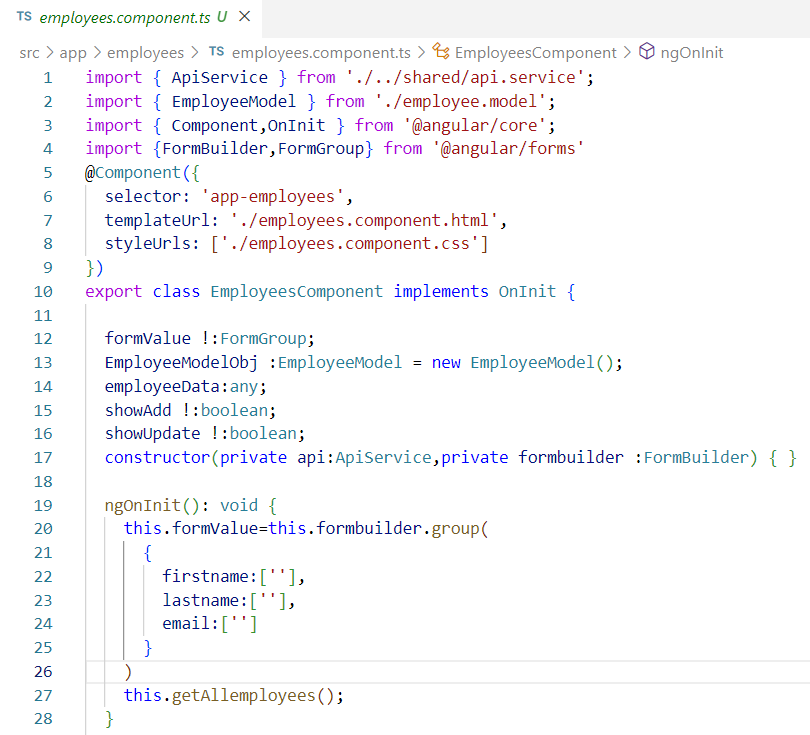 TS employees.component.ts U ×
src > app > employees > TS employees.component.ts > EmployeesComponent > ngOnInit
1 import { ApiService } from './../shared/api.service';
2 import { EmployeeModel } from './employee.model';
3 import { Component,OnInit } from '@angular/core';
4 import {FormBuilder,FormGroup} from '@angular/forms'
5 @Component({
6   selector: 'app-employees',
7   templateUrl: './employees.component.html',
8   styleUrls: ['./employees.component.css']
9 })
10 export class EmployeesComponent implements OnInit {
11
12   formValue !:FormGroup;
13   EmployeeModelObj :EmployeeModel = new EmployeeModel();
14   employeeData:any;
15   showAdd !:boolean;
16   showUpdate !:boolean;
17   constructor(private api:ApiService,private formbuilder :FormBuilder) { }
18
19   ngOnInit(): void {
20     this.formValue=this.formbuilder.group(
21       {
22         firstname:[''],
23         lastname:[''],
24         email:['']
25       }
26     )
27     this.getAllemployees();
28   }